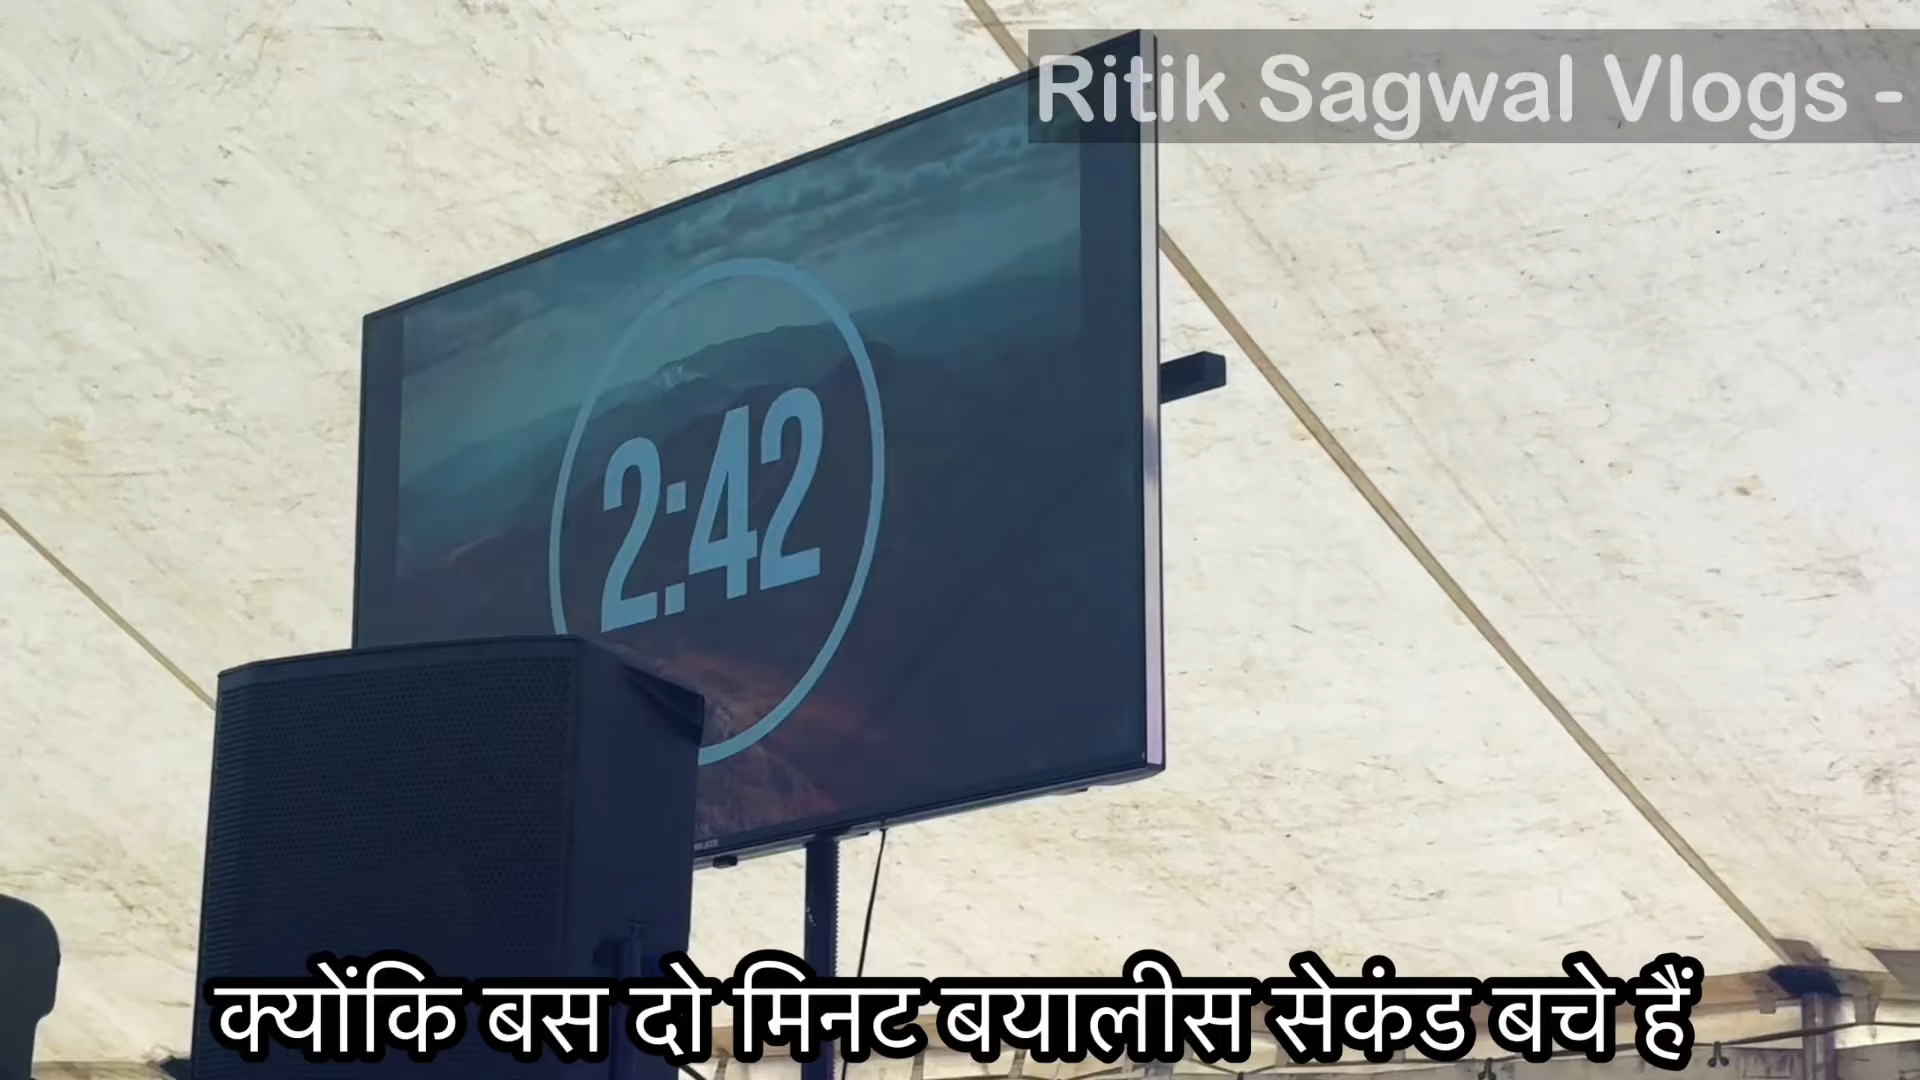 Ritik Sagwal Vlogs -
2:42
क्योंकि बस दो मिनट बयालीस सेकंड बचे हैं